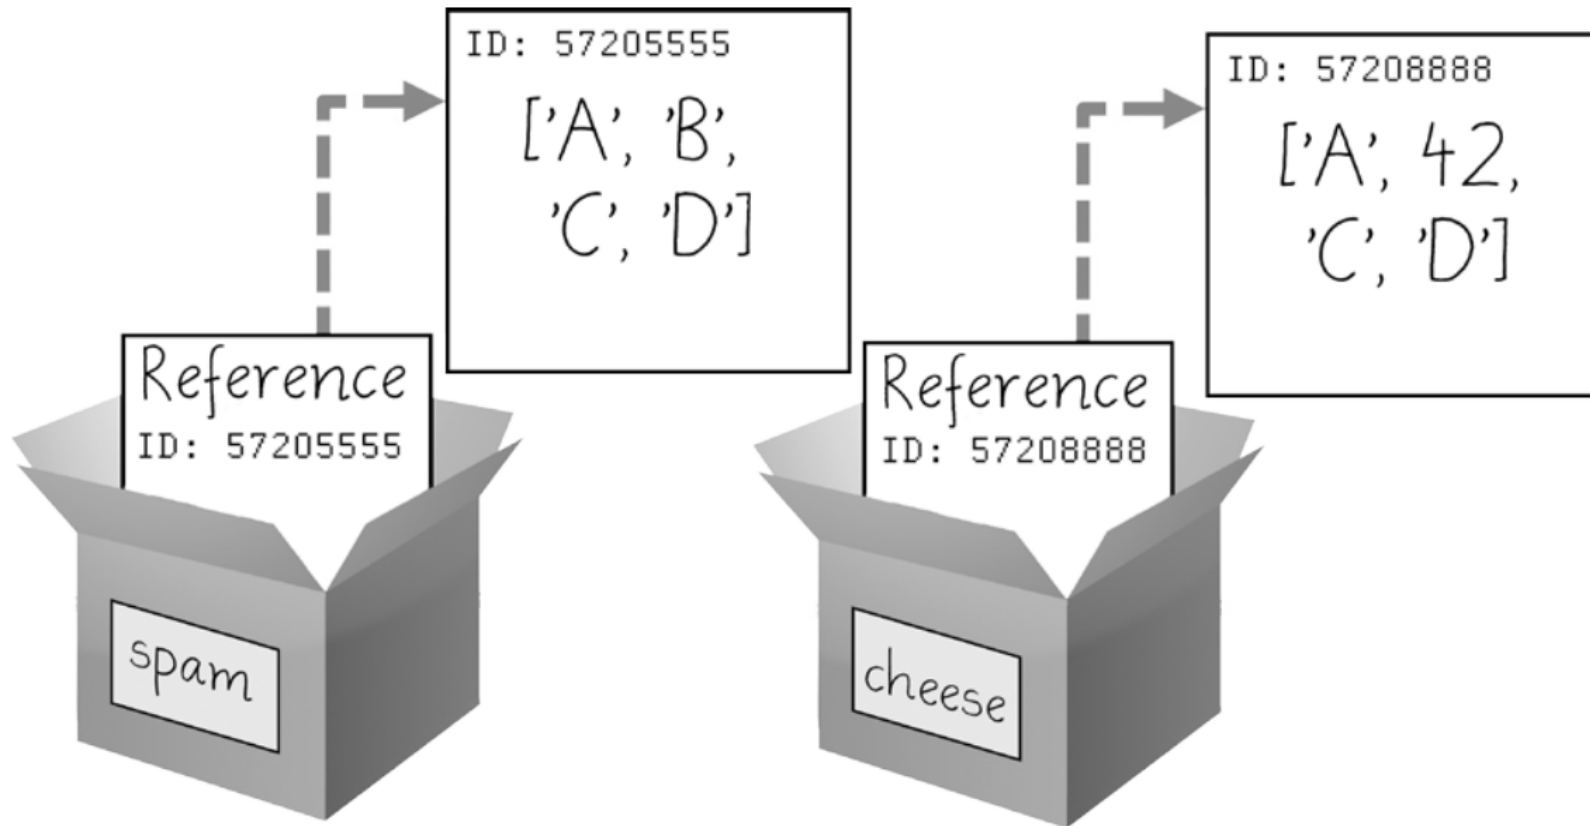 ID: 57205555
['A', 'B',
'C', 'D']
Reference
ID: 57205555
spam
ID: 57208888
['A', 42,
'C', 'D']
Reference
ID: 57208888
cheese